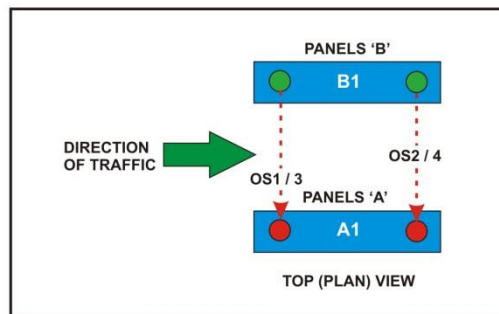 PANELS ‘B’
B1
DIRECTION
OF TRAFFIC
OS1 / 3
OS2 / 4
PANELS ‘A’
A1
TOP (PLAN) VIEW